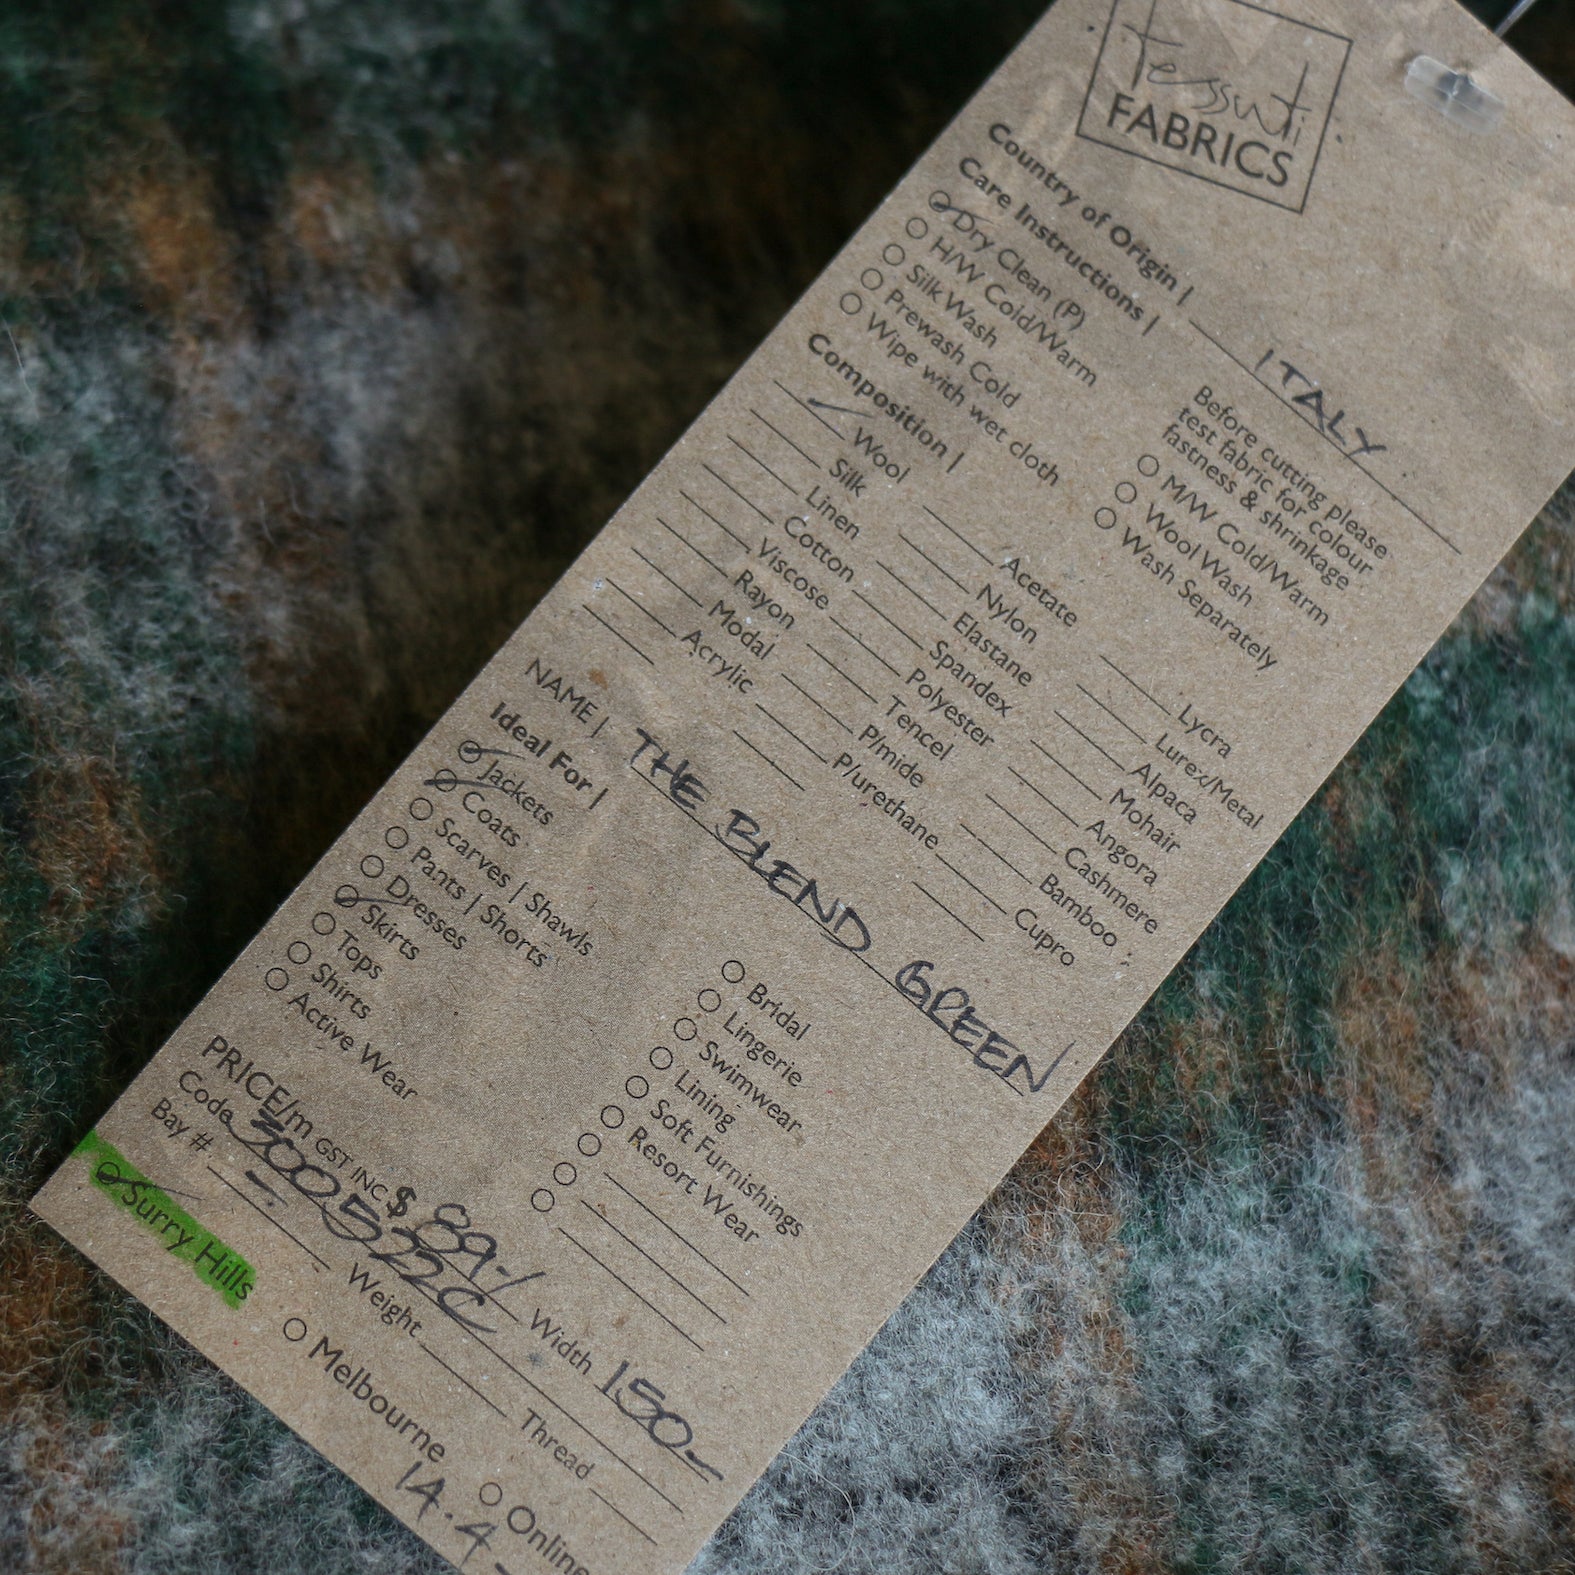 Tessuti
FABRICS
Country of Origin | ITALY
Care Instructions |
Dry Clean (P)
H/W Cold/Warm
Silk Wash
Prewash Cold
Wipe with wet cloth
Before cutting please
test fabric for colour
fastness & shrinkage
M/W Cold/Warm
Wool Wash
Wash Separately
Composition |
Wool
Silk
Linen
Cotton
Viscose
Rayon
Modal
Acrylic
Acetate
Nylon
Elastane
Spandex
Polyester
Tencel
P/mide
P/urethane
Lycra
Lurex/Metal
Alpaca
Mohair
Angora
Cashmere
Bamboo
Cupro
NAME | THE BLEND GREEN
Ideal For |
Jackets
Coats
Scarves | Shawls
Pants | Shorts
Dresses
Skirts
Tops
Shirts
Active Wear
Bridal
Lingerie
Swimwear
Lining
Soft Furnishings
Resort Wear
PRICE/m GST INC $ 89-/ Width 150-
Code 300522C Thread
Bay # - Weight
Surry Hills Melbourne Online
14.4-